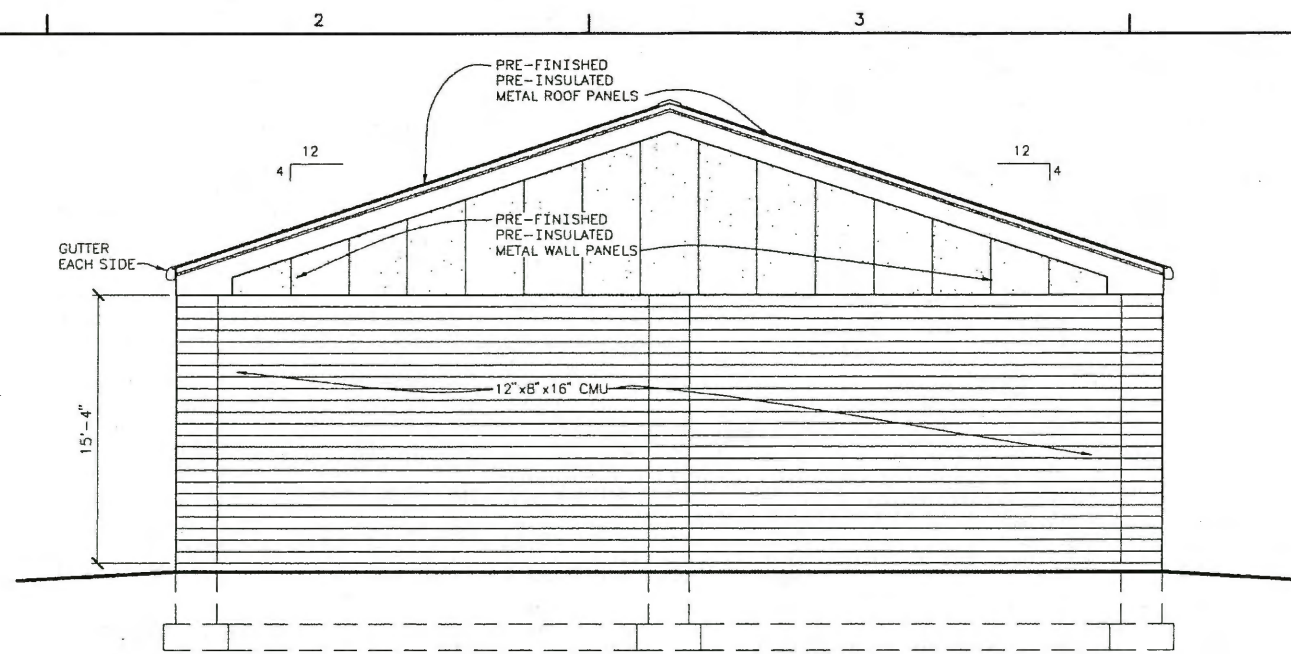 2
3
PRE-FINISHED
PRE-INSULATED
METAL ROOF PANELS
12
4
12
4
PRE-FINISHED
PRE-INSULATED
METAL WALL PANELS
GUTTER
EACH SIDE
15'-4"
12"x8"x16" CMU